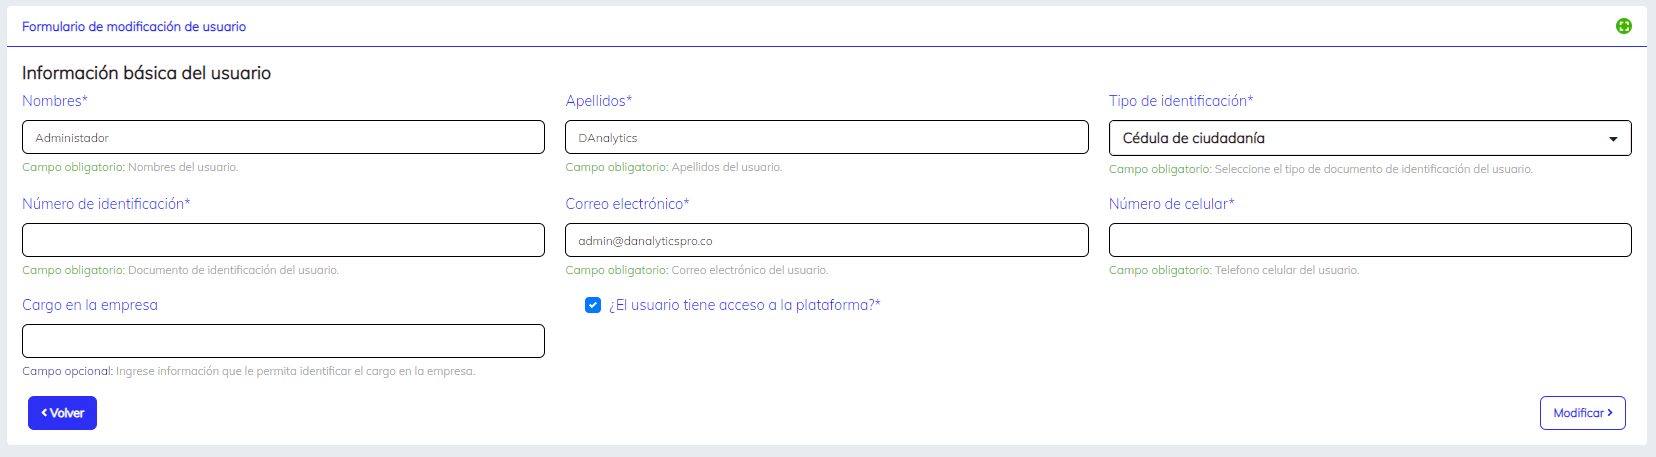 Formulario de modificación de usuario
Información básica del usuario
Nombres*
Apellidos*
Tipo de identificación*
Administador
DAnalytics
Cédula de ciudadanía
Campo obligatorio: Nombres del usuario.
Campo obligatorio: Apellidos del usuario.
Campo obligatorio: Seleccione el tipo de documento de identificación del usuario.
Número de identificación*
Correo electrónico*
Número de celular*
admin@danalyticspro.co
Campo obligatorio: Documento de identificación del usuario.
Campo obligatorio: Correo electrónico del usuario.
Campo obligatorio: Telefono celular del usuario.
Cargo en la empresa
¿El usuario tiene acceso a la plataforma?*
Campo opcional: Ingrese información que le permita identificar el cargo en la empresa.
Volver
Modificar